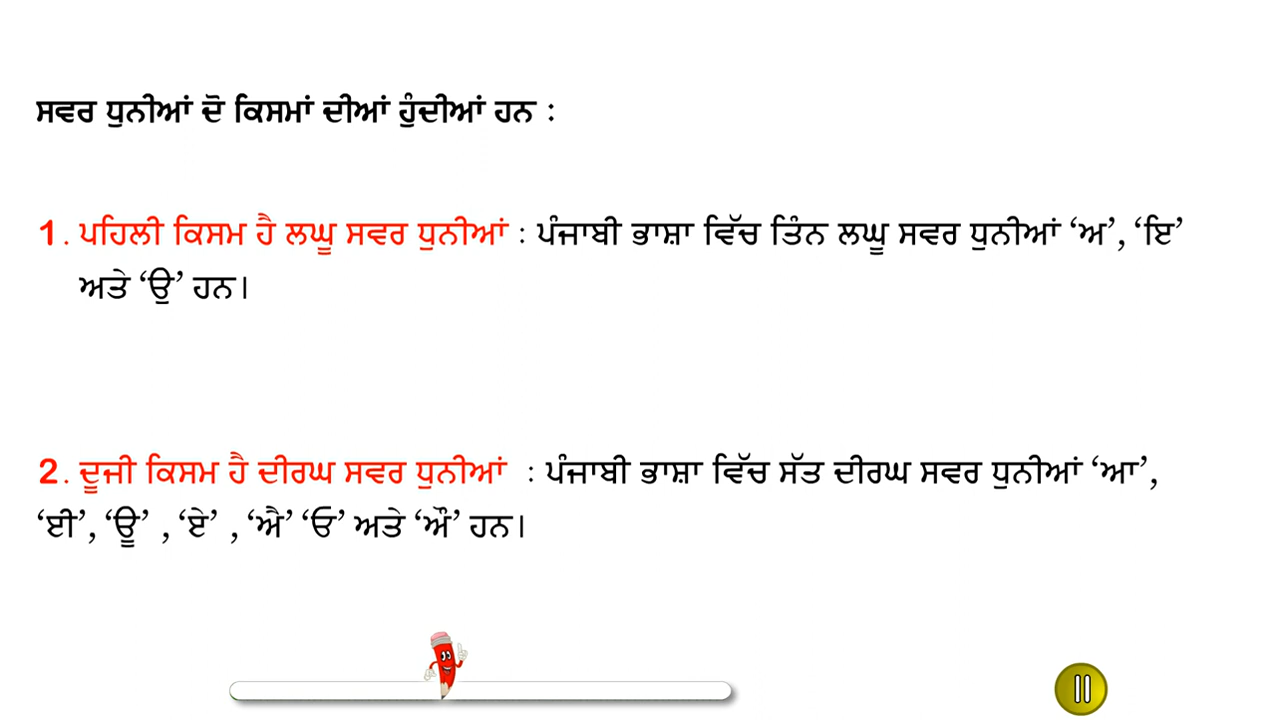 ਸਵਰ ਧੁਨੀਆਂ ਦੋ ਕਿਸਮਾਂ ਦੀਆਂ ਹੁੰਦੀਆਂ ਹਨ :
1. ਪਹਿਲੀ ਕਿਸਮ ਹੈ ਲਘੂ ਸਵਰ ਧੁਨੀਆਂ : ਪੰਜਾਬੀ ਭਾਸ਼ਾ ਵਿੱਚ ਤਿੰਨ ਲਘੂ ਸਵਰ ਧੁਨੀਆਂ ‘ਅ’, ‘ਇ’
ਅਤੇ ‘ਉ’ ਹਨ।
2. ਦੂਜੀ ਕਿਸਮ ਹੈ ਦੀਰਘ ਸਵਰ ਧੁਨੀਆਂ : ਪੰਜਾਬੀ ਭਾਸ਼ਾ ਵਿੱਚ ਸੱਤ ਦੀਰਘ ਸਵਰ ਧੁਨੀਆਂ ‘ਆ’,
‘ਈ’, ‘ਊ’ , ‘ਏ’ , ‘ਐ’ ‘ਓ’ ਅਤੇ ‘ਔ’ ਹਨ।